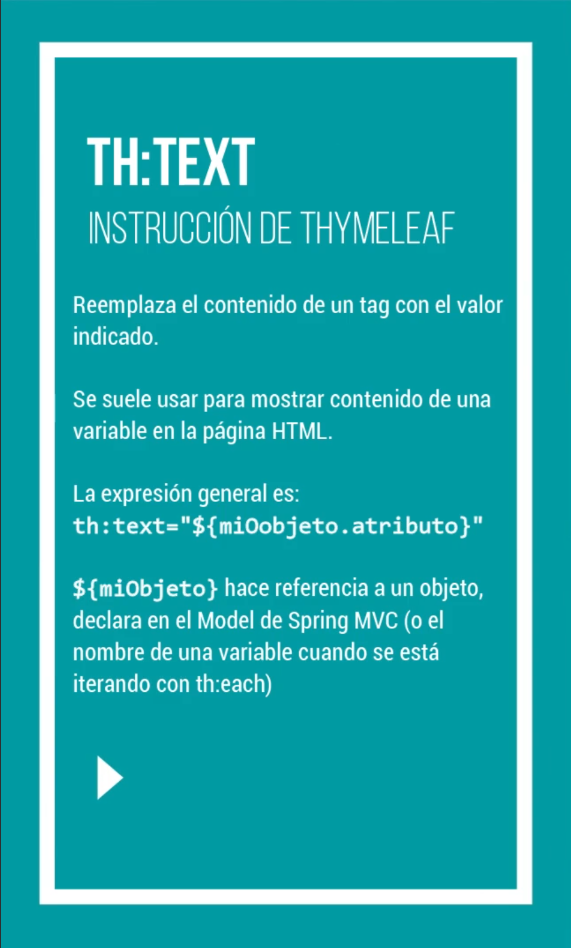 TH:TEXT
INSTRUCCIÓN DE THYMELEAF
Reemplaza el contenido de un tag con el valor
indicado.
Se suele usar para mostrar contenido de una
variable en la página HTML.
La expresión general es:
th:text="${miOobjeto.atributo}"
${miObjeto} hace referencia a un objeto,
declara en el Model de Spring MVC (o el
nombre de una variable cuando se está
iterando con th:each)